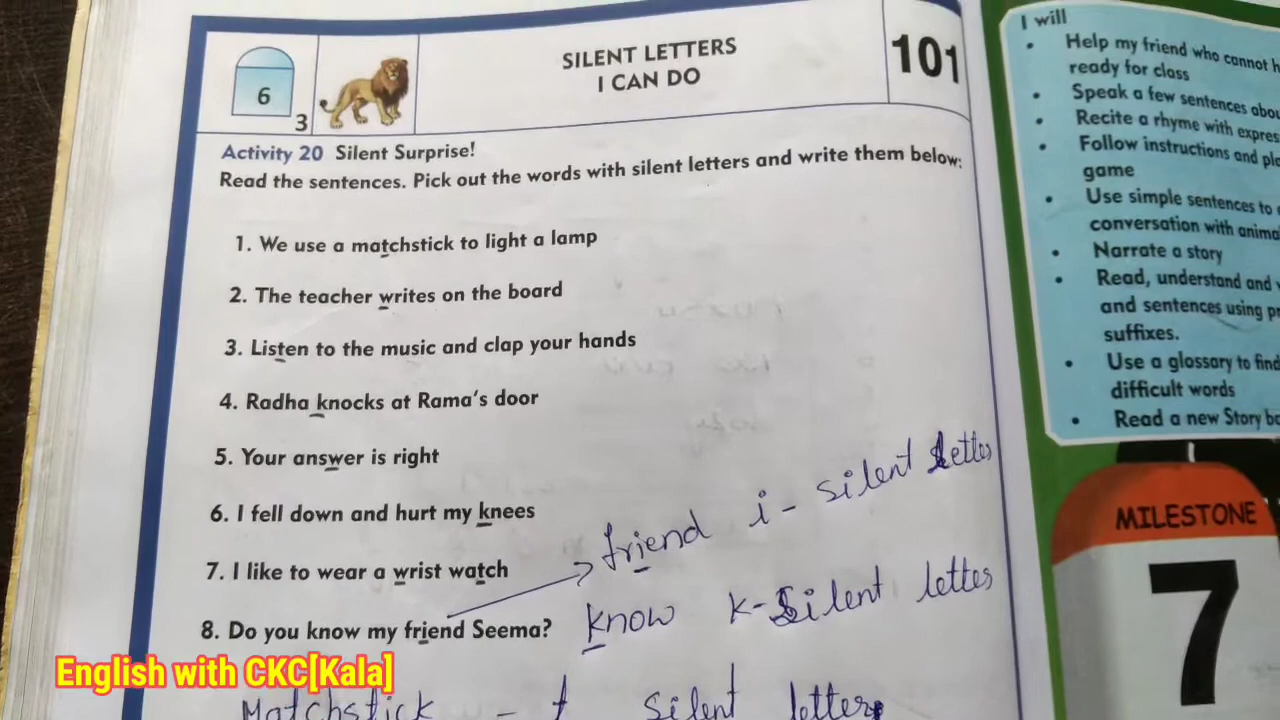 SILENT LETTERS
I CAN DO
101
6
3
Activity 20 Silent Surprise!
Read the sentences. Pick out the words with silent letters and write them below:
1. We use a matchstick to light a lamp
2. The teacher writes on the board
3. Listen to the music and clap your hands
4. Radha knocks at Rama's door
5. Your answer is right
6. I fell down and hurt my knees
7. I like to wear a wrist watch
8. Do you know my friend Seema?
friend i - silent letter
know k - Silent letter
Matchstick - t silent letter
English with CKC[Kala]
I will
• Help my friend who cannot
ready for class
• Speak a few sentences
• Recite a rhyme with
• Follow instructions and
game
• Use simple sentences to
conversation with
• Narrate a story
• Read, understand and
and sentences using
suffixes.
• Use a glossary to find
difficult words
• Read a new Story
MILESTONE
7